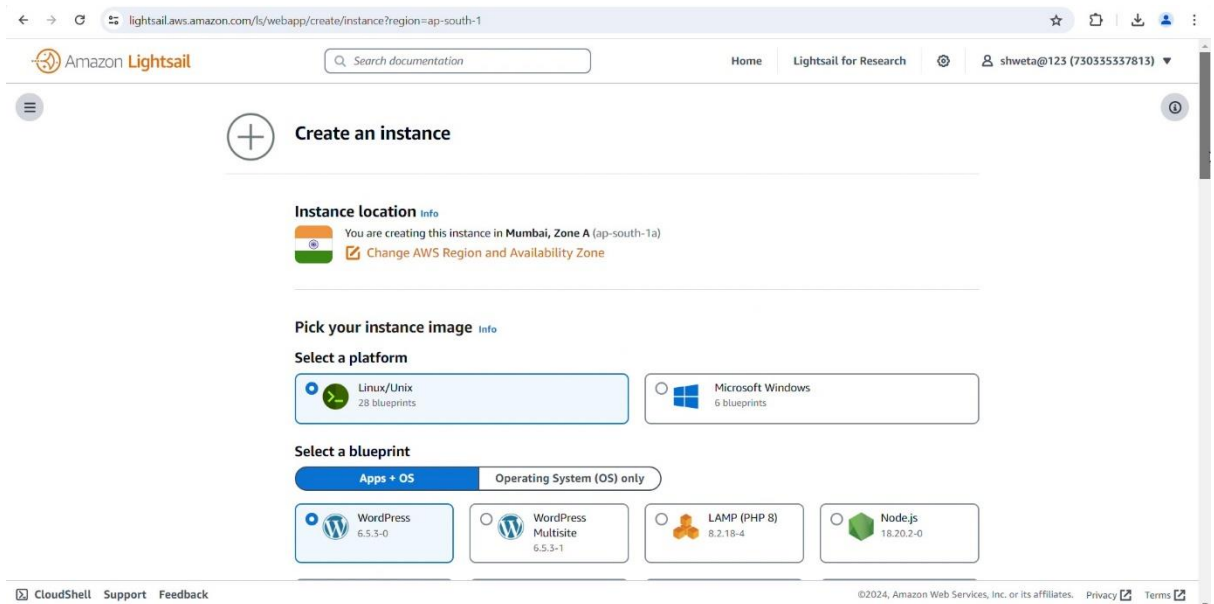 lightsail.aws.amazon.com/ls/webapp/create/instance?region=ap-south-1
Amazon Lightsail
Search documentation
Home
Lightsail for Research
shweta@123 (730335337813)
Create an instance
Instance location Info
You are creating this instance in Mumbai, Zone A (ap-south-1a)
Change AWS Region and Availability Zone
Pick your instance image Info
Select a platform
Linux/Unix
28 blueprints
Microsoft Windows
6 blueprints
Select a blueprint
Apps + OS
Operating System (OS) only
WordPress
6.5.3-0
WordPress
Multisite
6.5.3-1
LAMP (PHP 8)
8.2.18-4
Node.js
18.20.2-0
CloudShell Support Feedback
©2024, Amazon Web Services, Inc. or its affiliates. Privacy Terms